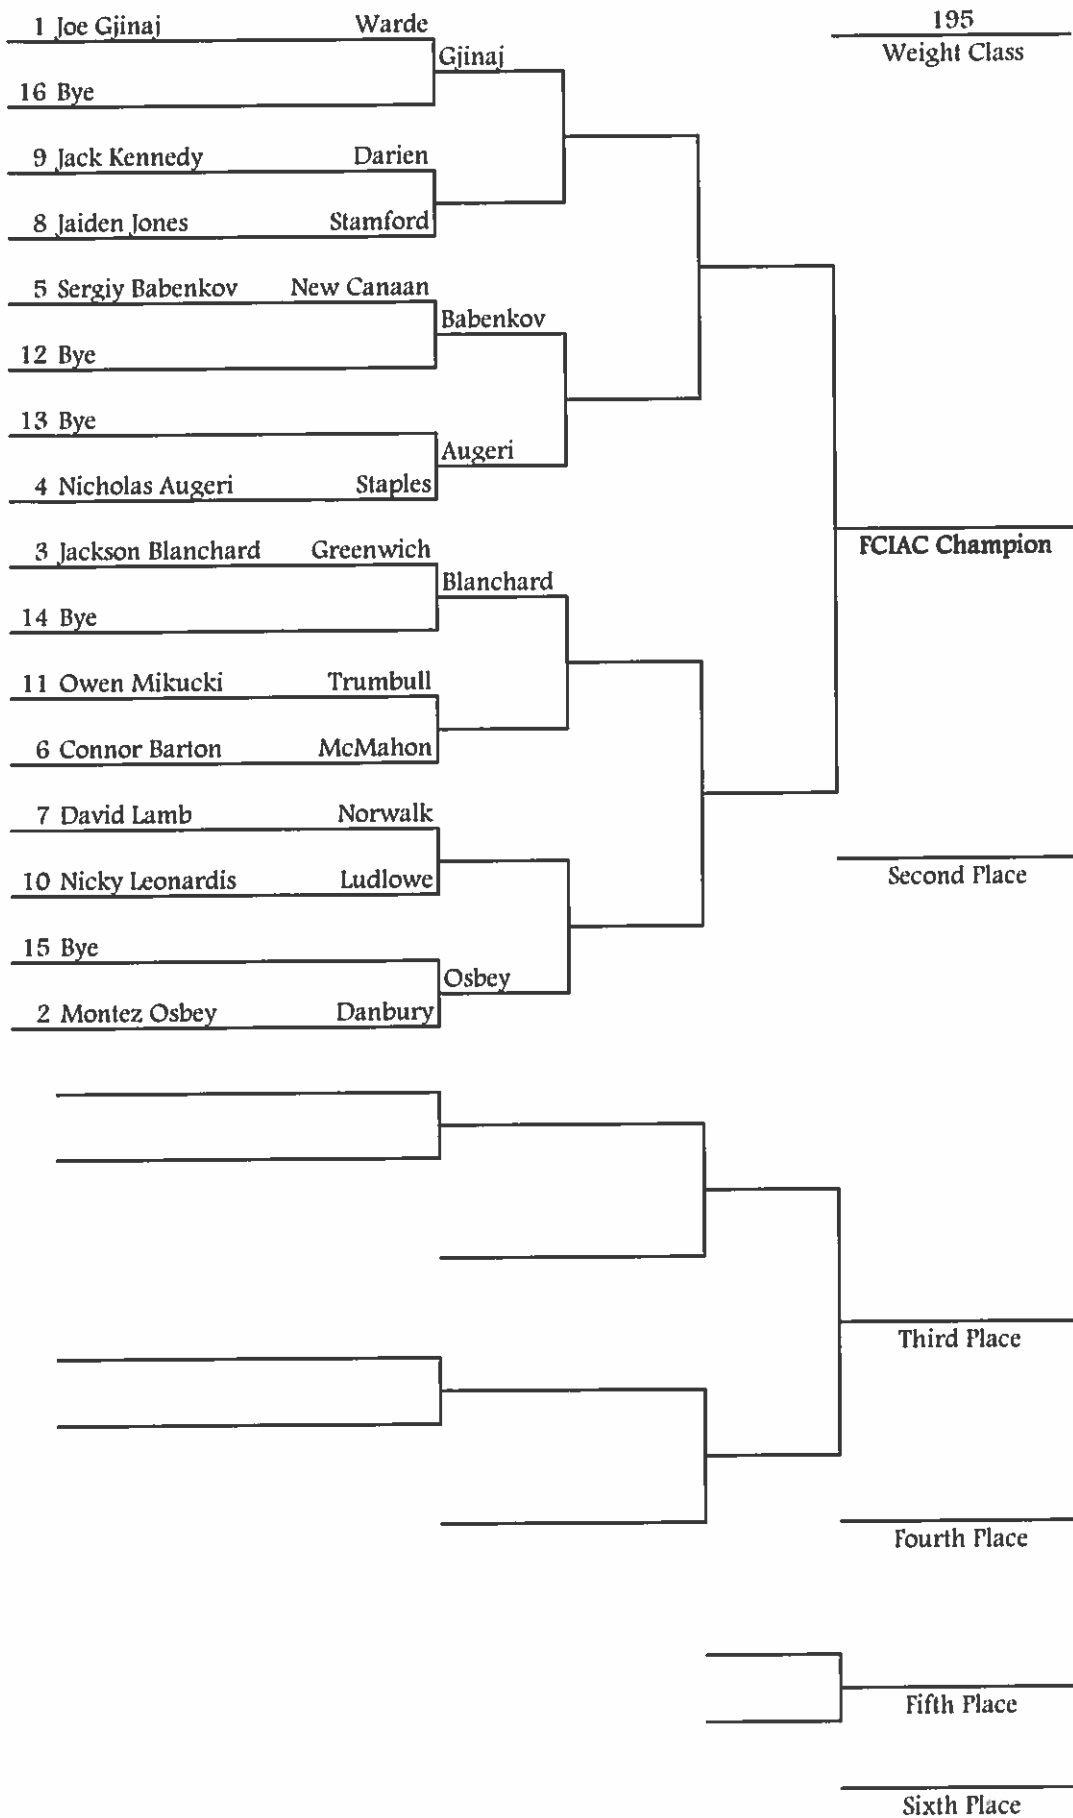 1 Joe Gjinaj Warde
195
Weight Class
Gjinaj
16 Bye
9 Jack Kennedy Darien
8 Jaiden Jones Stamford
5 Sergiy Babenkov New Canaan
Babenkov
12 Bye
13 Bye
Augeri
4 Nicholas Augeri Staples
3 Jackson Blanchard Greenwich
FCIAC Champion
Blanchard
14 Bye
11 Owen Mikucki Trumbull
6 Connor Barton McMahon
7 David Lamb Norwalk
10 Nicky Leonardis Ludlowe
Second Place
15 Bye
Osbey
2 Montez Osbey Danbury
Third Place
Fourth Place
Fifth Place
Sixth Place